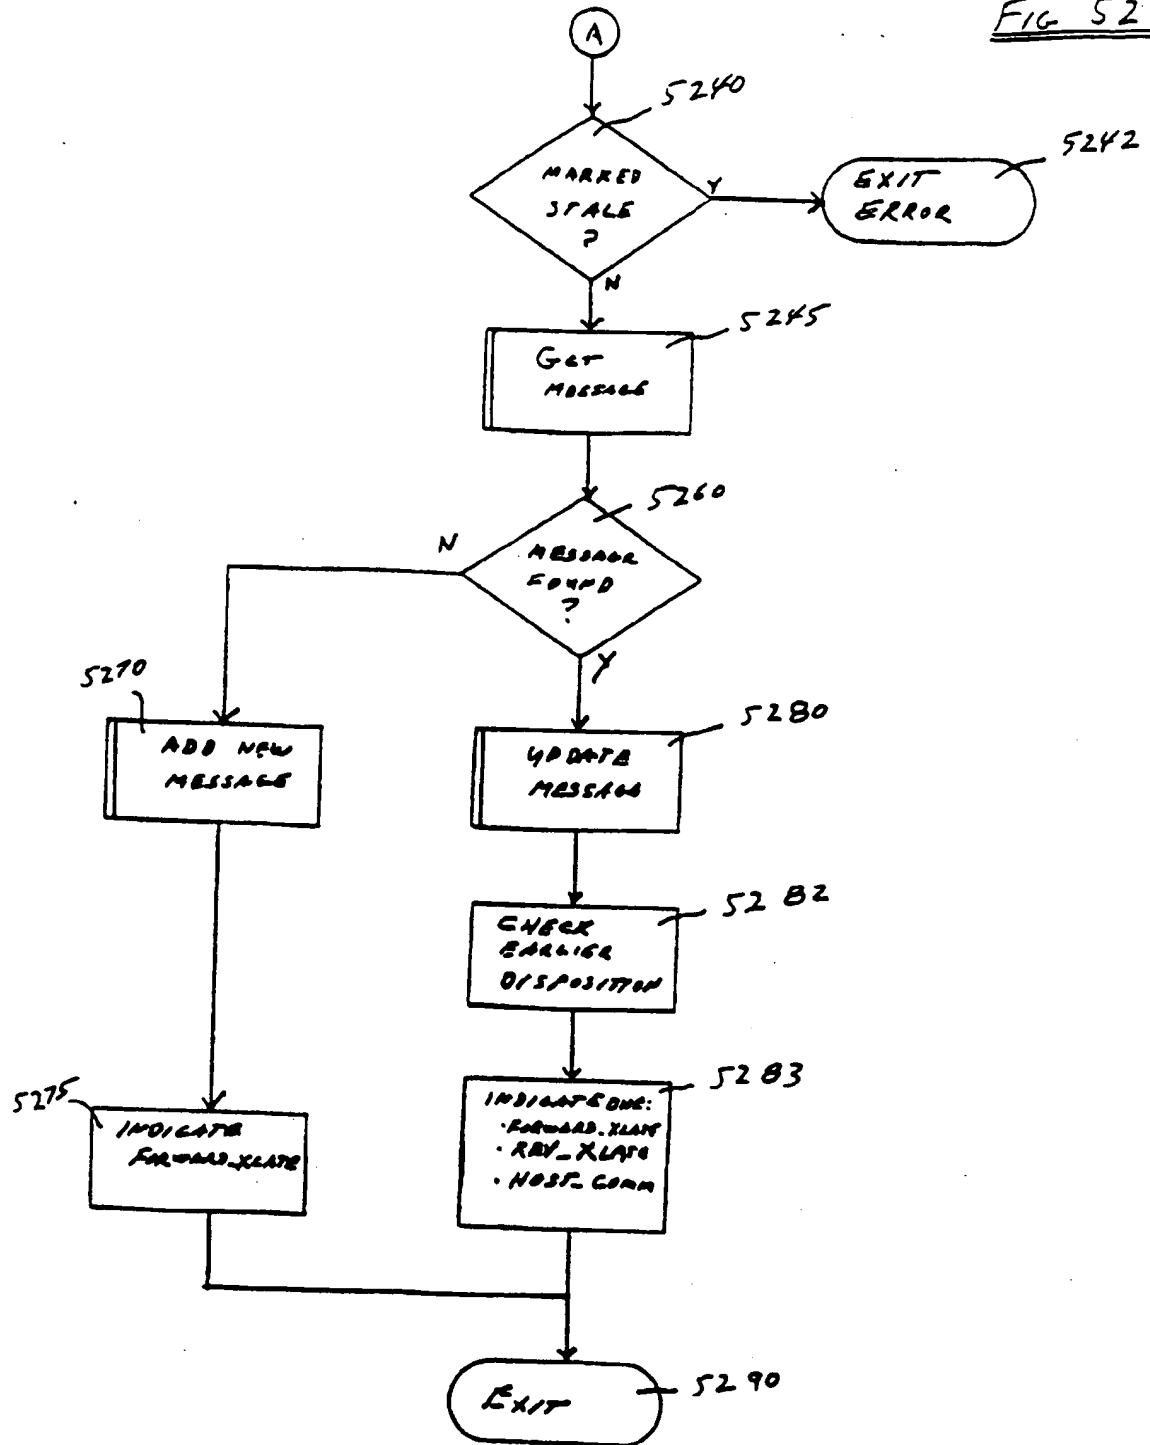 FIG 52
A
5240
MARKED
STALE
?
Y
N
5242
EXIT
ERROR
5245
GET
MESSAGE
5260
MESSAGE
FOUND
?
N
Y
5270
ADD NEW
MESSAGE
5280
UPDATE
MESSAGE
5282
CHECK
EARLIER
DISPOSITION
5275
INDICATE
FORWARD_XLATE
5283
INDICATE ONE:
· FORWARD_XLATE
· REV_XLATE
· HOST_COMM
5290
EXIT